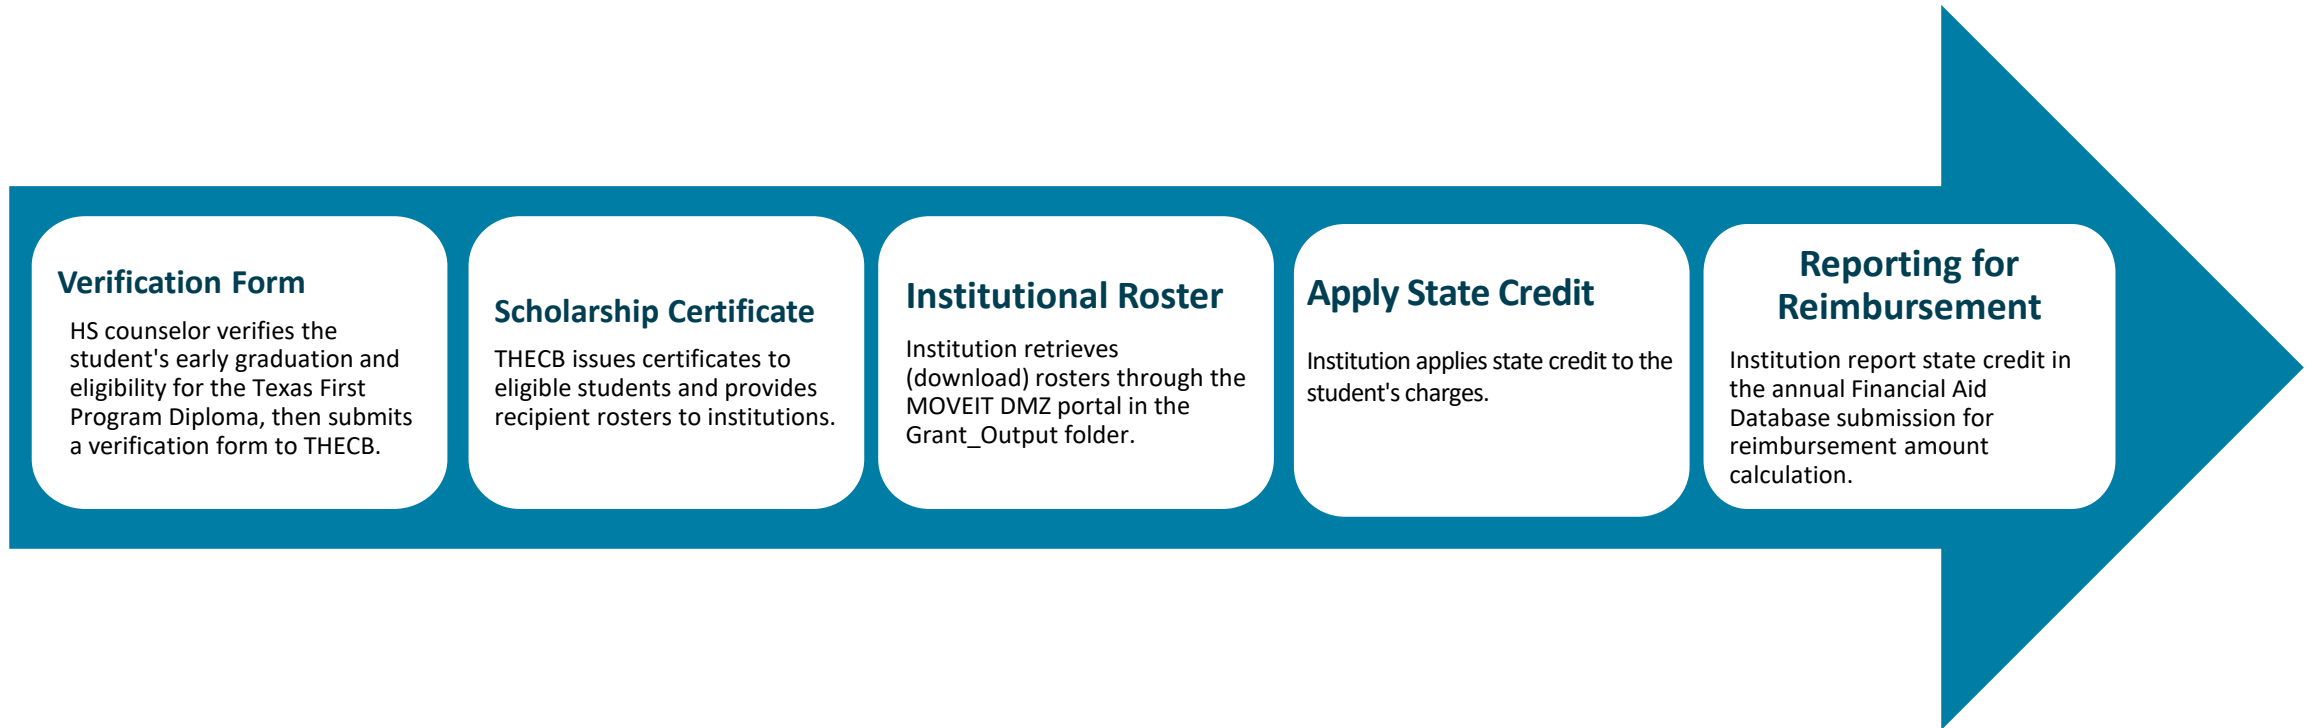 Verification Form
HS counselor verifies the
student's early graduation and
eligibility for the Texas First
Program Diploma, then submits
a verification form to THECB.
Scholarship Certificate
THECB issues certificates to
eligible students and provides
recipient rosters to institutions.
Institutional Roster
Institution retrieves
(download) rosters through the
MOVEIT DMZ portal in the
Grant_Output folder.
Apply State Credit
Institution applies state credit to the
student's charges.
Reporting for
Reimbursement
Institution report state credit in
the annual Financial Aid
Database submission for
reimbursement amount
calculation.